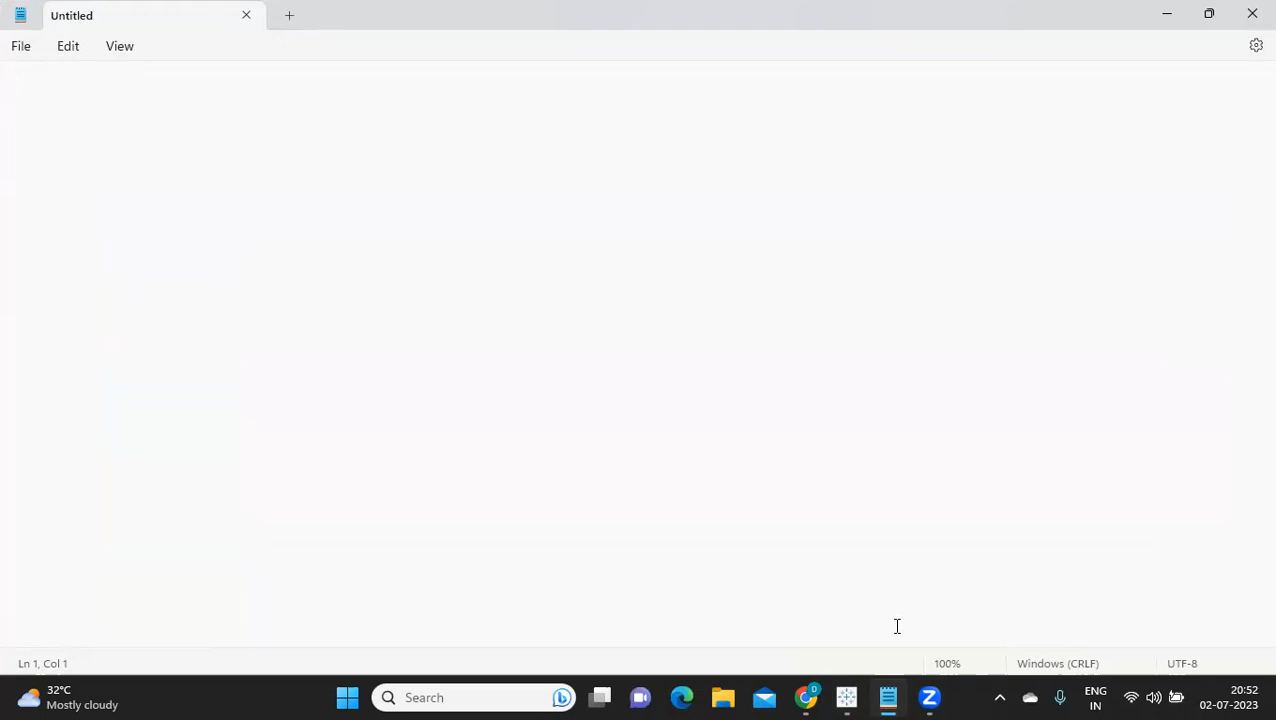 Untitled
File Edit View
Ln 1, Col 1
100%
Windows (CRLF)
UTF-8
32°C
Mostly cloudy
Search
ENG
IN
20:52
02-07-2023